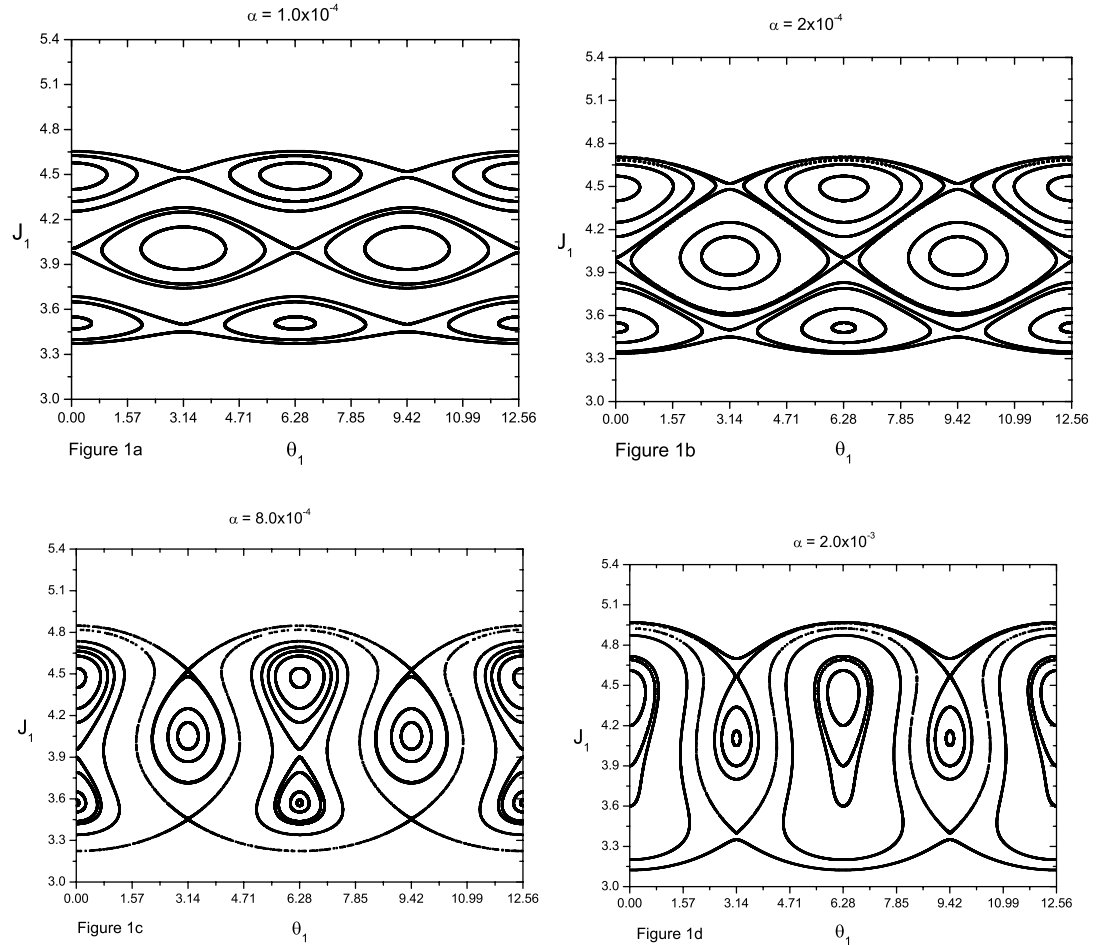 α = 1.0x10⁻⁴
5.4
5.1
4.8
4.5
4.2
J₁
3.9
3.6
3.3
3.0
0.00 1.57 3.14 4.71 6.28 7.85 9.42 10.99 12.56
Figure 1a θ₁
α = 2x10⁻⁴
5.4
5.1
4.8
4.5
4.2
J₁
3.9
3.6
3.3
3.0
0.00 1.57 3.14 4.71 6.28 7.85 9.42 10.99 12.56
Figure 1b θ₁
α = 8.0x10⁻⁴
5.4
5.1
4.8
4.5
4.2
J₁
3.9
3.6
3.3
3.0
0.00 1.57 3.14 4.71 6.28 7.85 9.42 10.99 12.56
Figure 1c θ₁
α = 2.0x10⁻³
5.4
5.1
4.8
4.5
4.2
J₁
3.9
3.6
3.3
3.0
0.00 1.57 3.14 4.71 6.28 7.85 9.42 10.99 12.56
Figure 1d θ₁